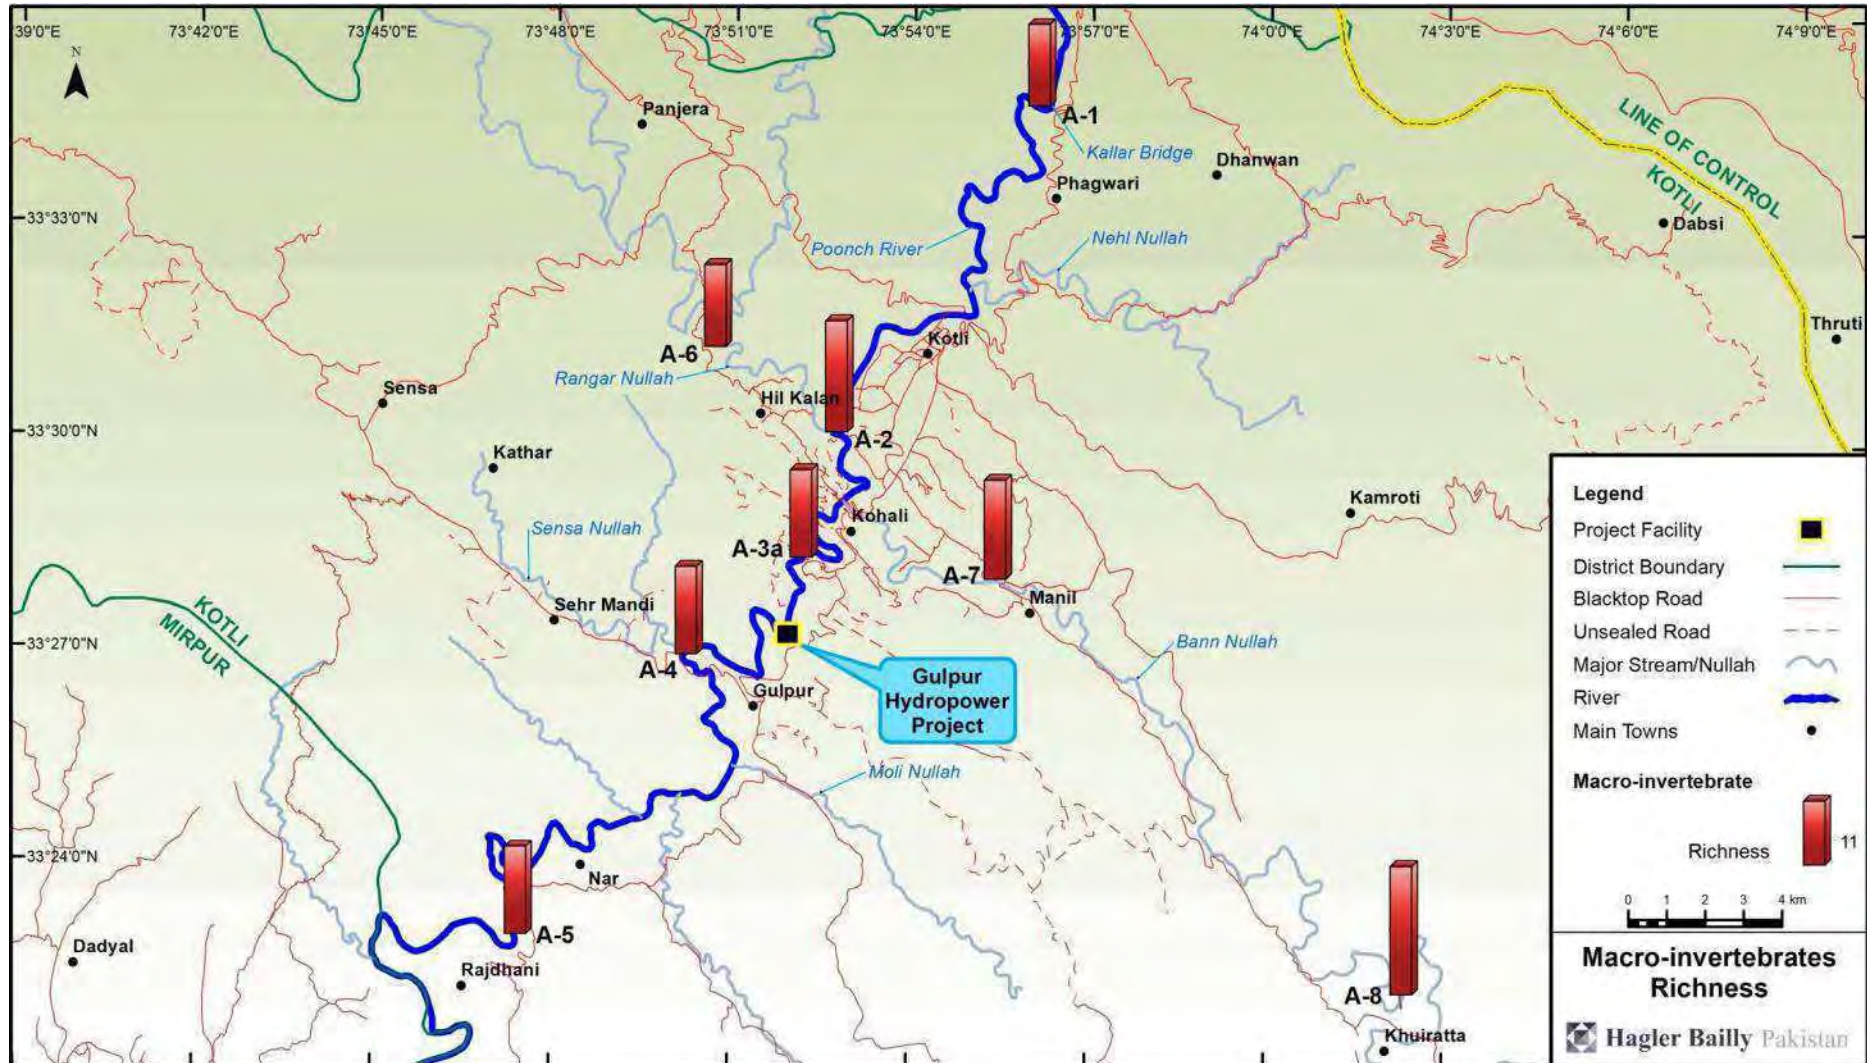 39'0"E
73°42'0"E
73°45'0"E
73°48'0"E
73°51'0"E
73°54'0"E
73°57'0"E
74°0'0"E
74°3'0"E
74°6'0"E
74°9'0"E
N
Panjera
A-1
LINE OF CONTROL
KOTLI
Kallar Bridge
Dhanwan
Phagwari
33°33'0"N
Dabsi
Poonch River
Nehl Nullah
Thruti
Kotli
A-6
Rangar Nullah
Sensa
Hil Kalan
33°30'0"N
A-2
Kathar
Kamroti
Sensa Nullah
Kohali
A-3a
A-7
Manil
Sehr Mandi
KOTLI
MIRPUR
33°27'0"N
A-4
Bann Nullah
Gulpur
Gulpur
Hydropower
Project
Moli Nullah
33°24'0"N
Nar
A-5
Dadyal
Rajdhani
A-8
Khuiratta
Legend
Project Facility
District Boundary
Blacktop Road
Unsealed Road
Major Stream/Nullah
River
Main Towns
Macro-invertebrate
Richness 11
0 1 2 3 4 km
Macro-invertebrates
Richness
Hagler Bailly Pakistan